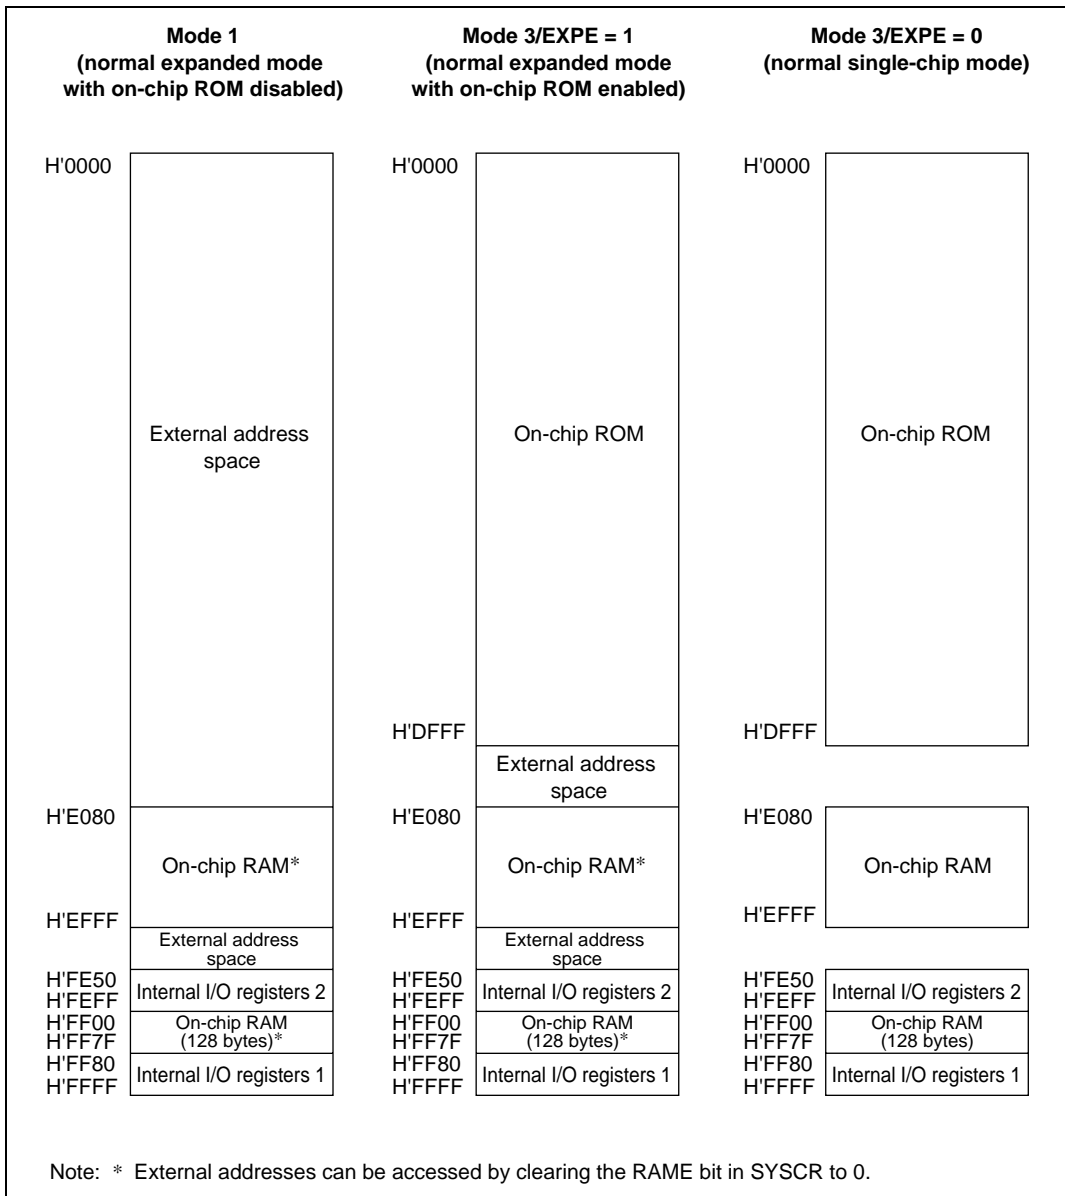 Mode 1
(normal expanded mode
with on-chip ROM disabled)
Mode 3/EXPE = 1
(normal expanded mode
with on-chip ROM enabled)
Mode 3/EXPE = 0
(normal single-chip mode)
H'0000
External address
space
H'E080
On-chip RAM*
H'EFFF
External address
space
H'FE50
H'FEFF
Internal I/O registers 2
H'FF00
H'FF7F
On-chip RAM
(128 bytes)*
H'FF80
H'FFFF
Internal I/O registers 1
H'0000
On-chip ROM
H'DFFF
External address
space
H'E080
On-chip RAM*
H'EFFF
External address
space
H'FE50
H'FEFF
Internal I/O registers 2
H'FF00
H'FF7F
On-chip RAM
(128 bytes)*
H'FF80
H'FFFF
Internal I/O registers 1
H'0000
On-chip ROM
H'DFFF
H'E080
On-chip RAM
H'EFFF
H'FE50
H'FEFF
Internal I/O registers 2
H'FF00
H'FF7F
On-chip RAM
(128 bytes)
H'FF80
H'FFFF
Internal I/O registers 1
Note: * External addresses can be accessed by clearing the RAME bit in SYSCR to 0.